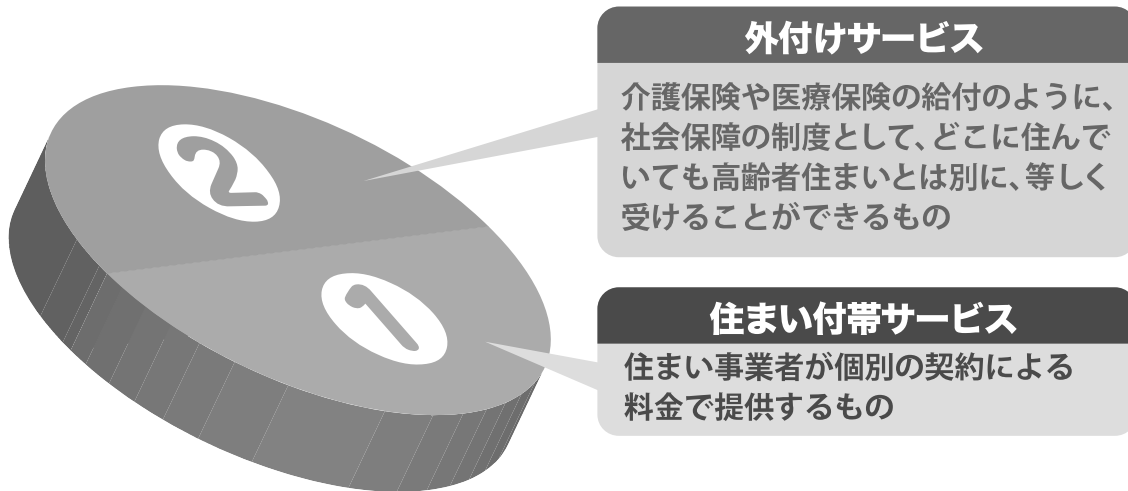 外付けサービス
介護保険や医療保険の給付のように、
社会保障の制度として、どこに住んで
いても高齢者住まいとは別に、等しく
受けることができるもの
2
1
住まい付帯サービス
住まい事業者が個別の契約による
料金で提供するもの